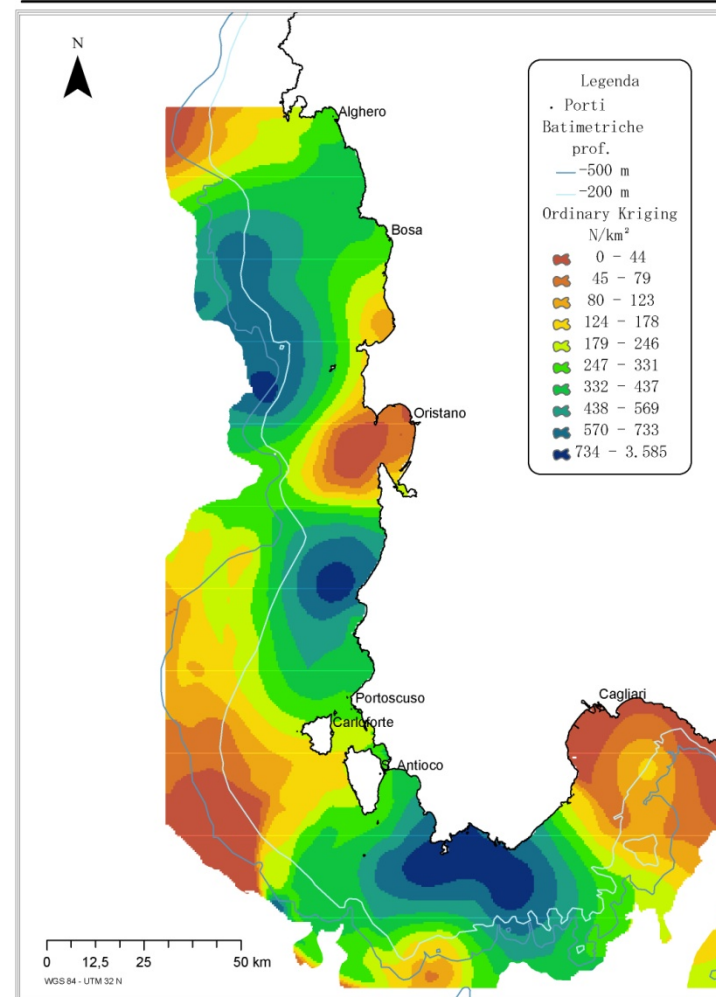 N
Alghero
Bosa
Oristano
Portoscuso
Carloforte
S. Antioco
Cagliari
Legenda
Porti
Batimetriche
prof.
-500 m
-200 m
Ordinary Kriging
N/km²
0 - 44
45 - 79
80 - 123
124 - 178
179 - 246
247 - 331
332 - 437
438 - 569
570 - 733
734 - 3.585
0 12,5 25 50 km
WGS 84 - UTM 32 N